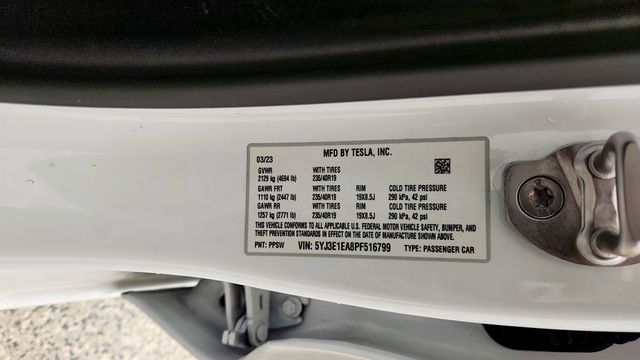 MFD BY TESLA, INC.
03/23
GVWR WITH TIRES
2129 kg (4694 lb) 235/40R19
GAWR FRT WITH TIRES RIM COLD TIRE PRESSURE
1110 kg (2447 lb) 235/40R19 19X8.5J 290 kPa, 42 psi
GAWR RR WITH TIRES RIM COLD TIRE PRESSURE
1257 kg (2771 lb) 235/40R19 19X8.5J 290 kPa, 42 psi
THIS VEHICLE CONFORMS TO ALL APPLICABLE U.S. FEDERAL MOTOR VEHICLE SAFETY, BUMPER, AND
THEFT PREVENTION STANDARDS IN EFFECT ON THE DATE OF MANUFACTURE SHOWN ABOVE.
PNT: PPSW VIN: 5YJ3E1EA8PF516799 TYPE: PASSENGER CAR